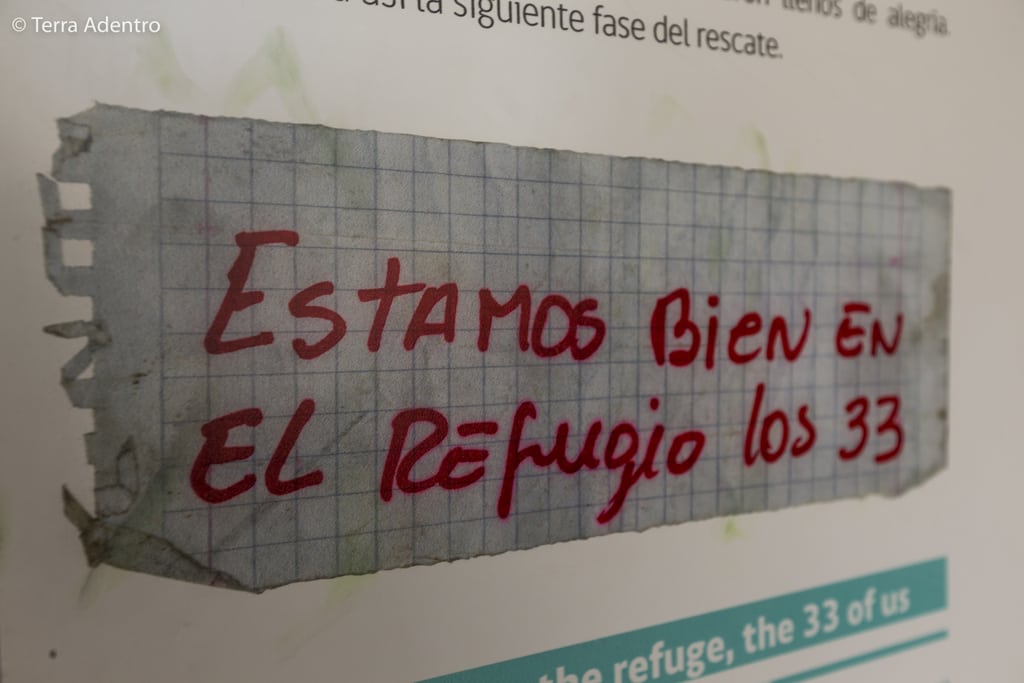 © Terra Adentro
llenos de alegría.
siguiente fase del rescate.
Estamos Bien En
El Refugio los 33
the refuge, the 33 of us